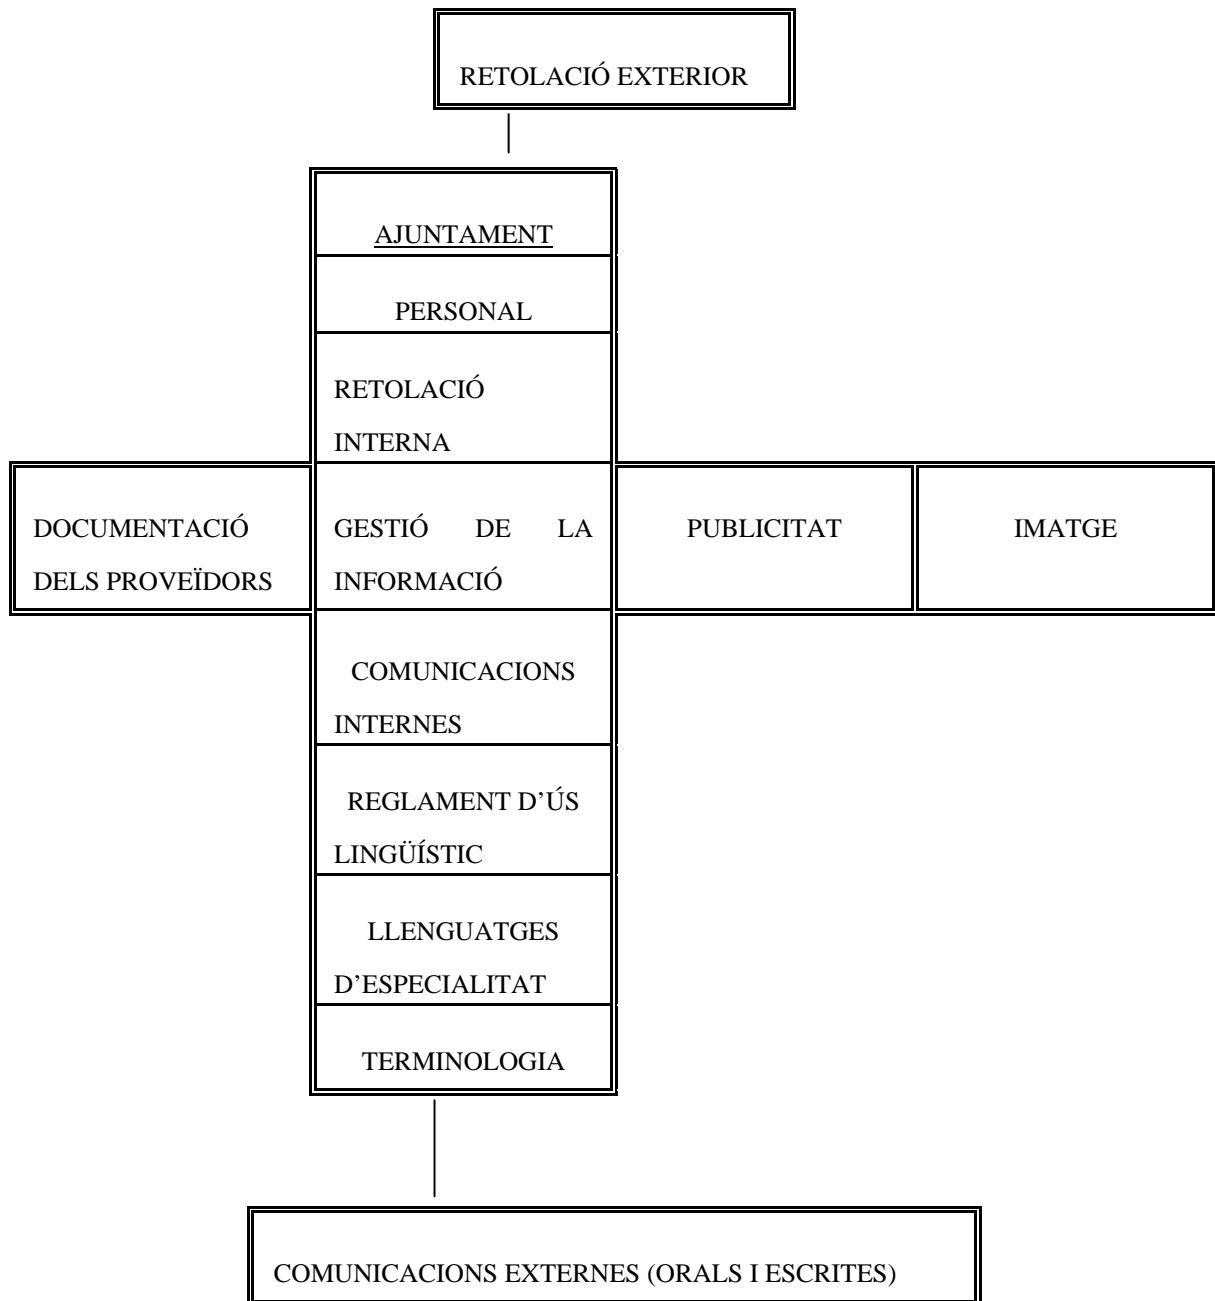 RETOLACIÓ EXTERIOR
AJUNTAMENT
PERSONAL
RETOLACIÓ
INTERNA
DOCUMENTACIÓ
DELS PROVEÏDORS
GESTIÓ DE LA
INFORMACIÓ
PUBLICITAT
IMATGE
COMUNICACIONS
INTERNES
REGLAMENT D’ÚS
LINGÜÍSTIC
LLENGUATGES
D’ESPECIALITAT
TERMINOLOGIA
COMUNICACIONS EXTERNES (ORALS I ESCRITES)